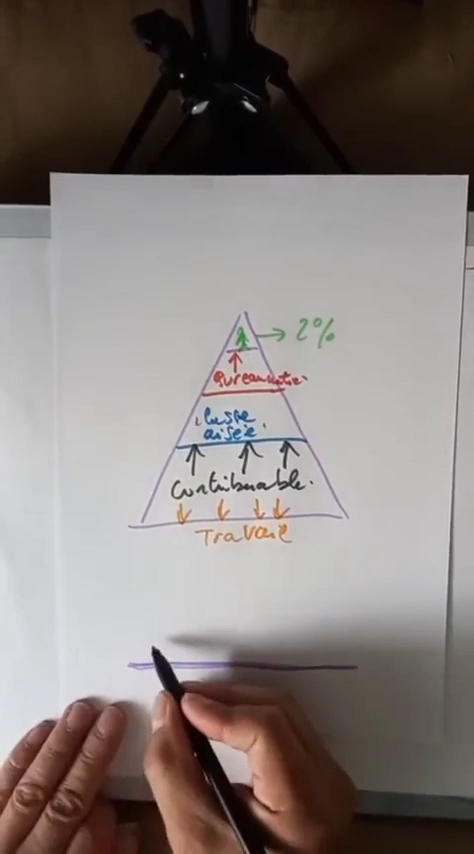 2%
Bureaucratie.
classe
aisée.
Contribuable.
Travail